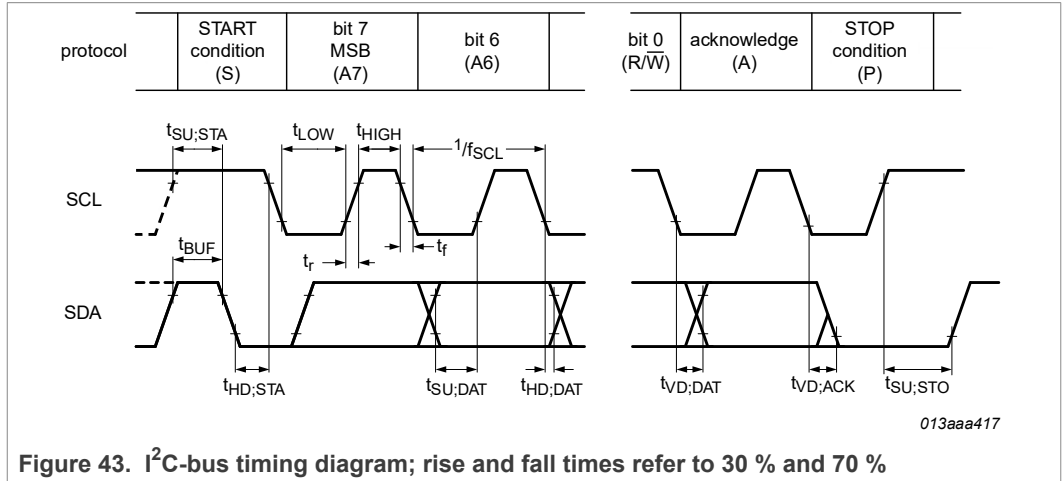 protocol
START condition (S)
bit 7 MSB (A7)
bit 6 (A6)
bit 0 (R/W̅)
acknowledge (A)
STOP condition (P)
tSU;STA
tLOW
tHIGH
1/fSCL
SCL
tBUF
tr
tf
SDA
tHD;STA
tSU;DAT
tHD;DAT
tVD;DAT
tVD;ACK
tSU;STO
013aaa417
Figure 43. I²C-bus timing diagram; rise and fall times refer to 30 % and 70 %